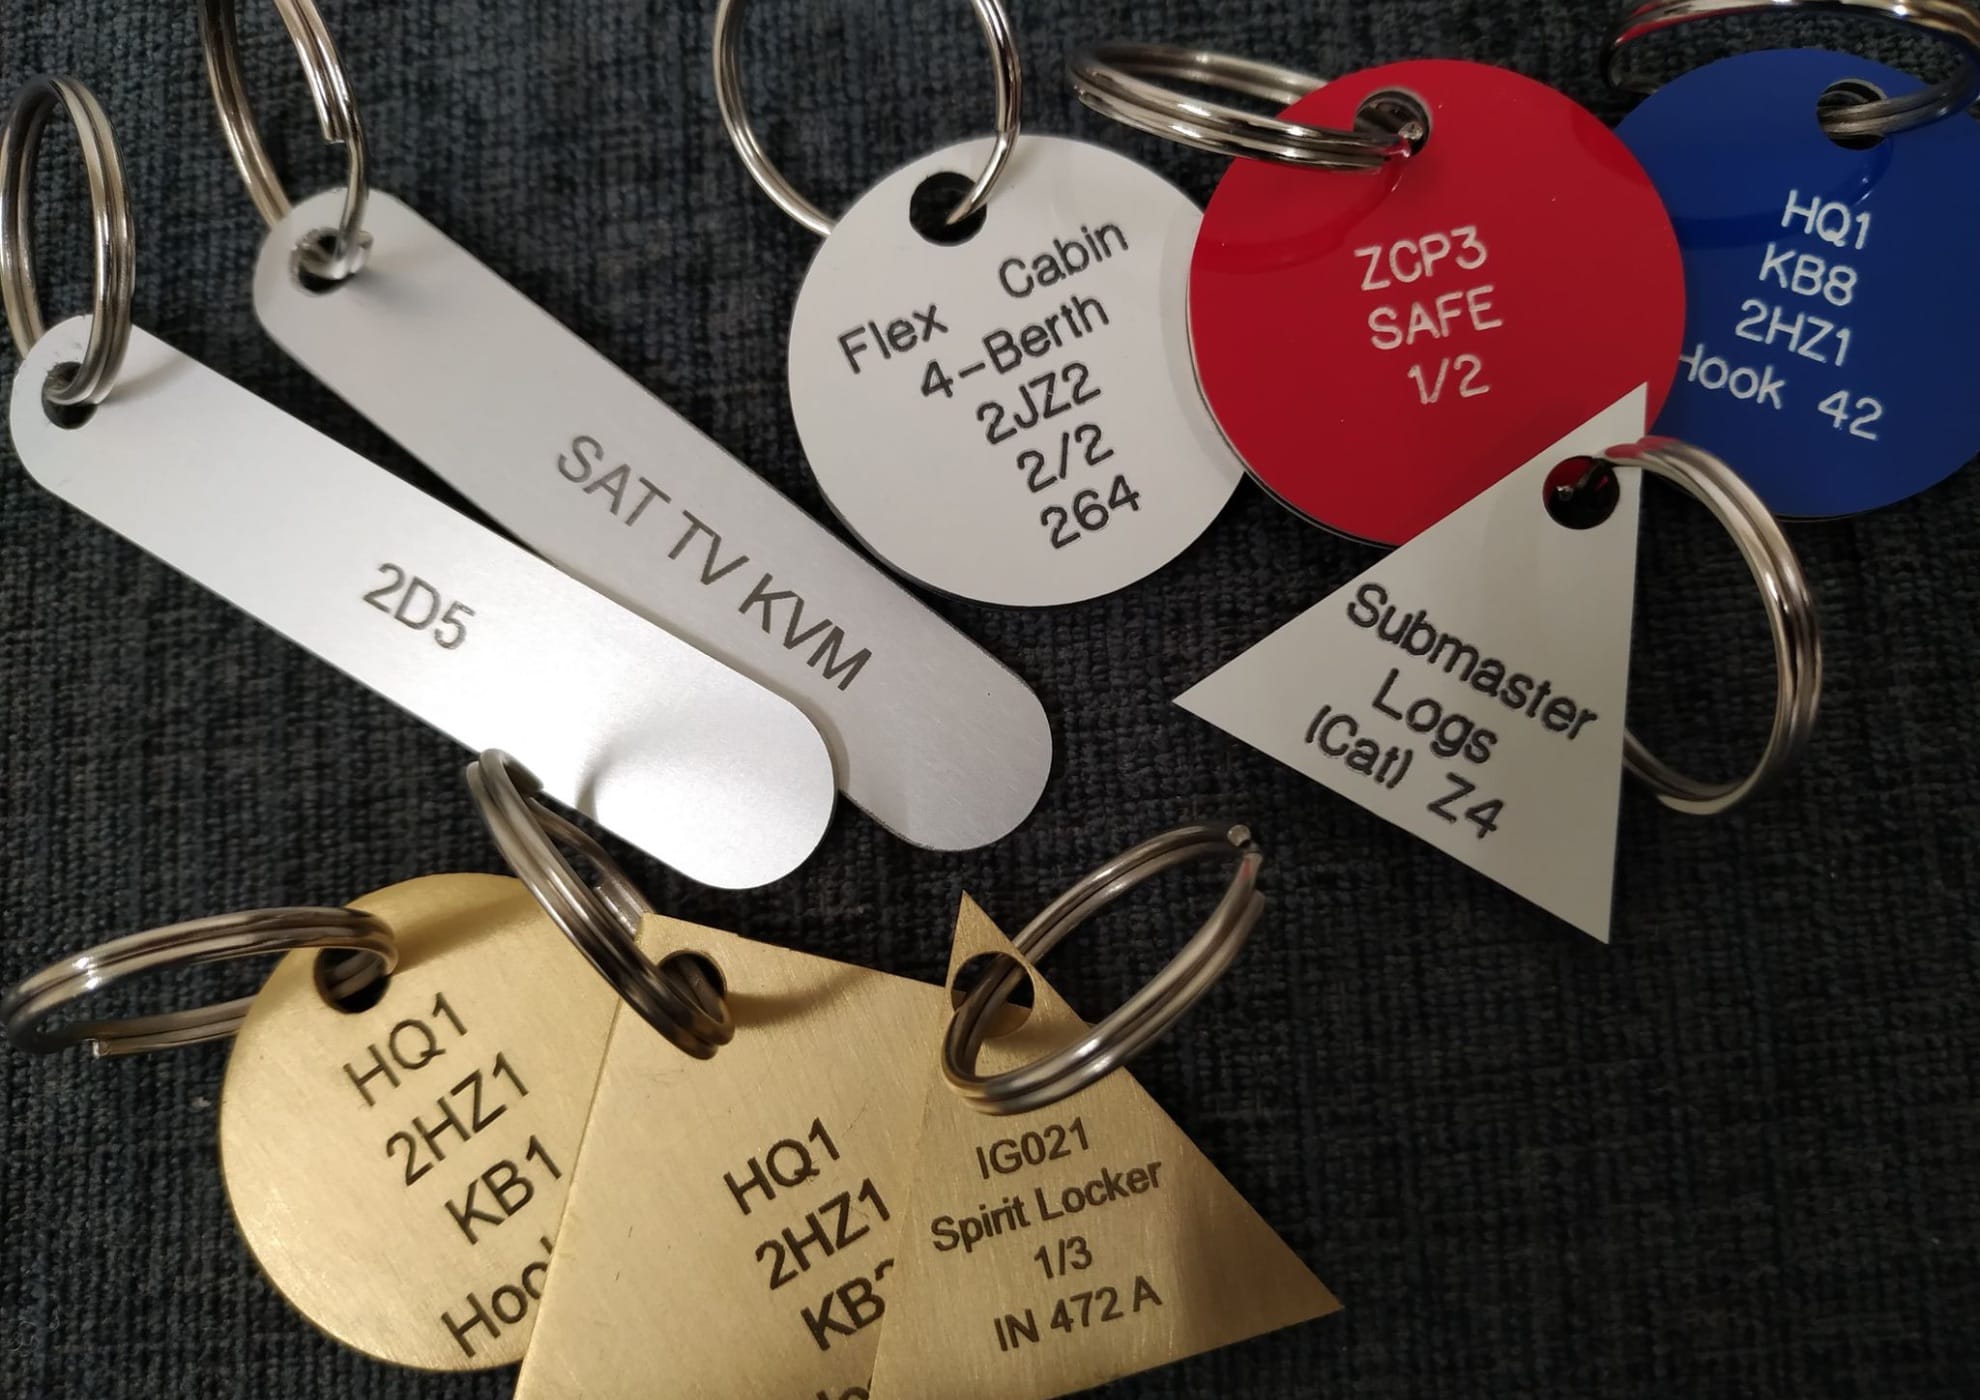 2D5
SAT TV KVM
Flex Cabin
4-Berth
2JZ2
2/2
264
ZCP3
SAFE
1/2
HQ1
KB8
2HZ1
Hook 42
Submaster
Logs
(Cat) Z4
HQ1
2HZ1
KB1
HQ1
2HZ1
IG021
Spirit Locker
1/3
IN 472 A